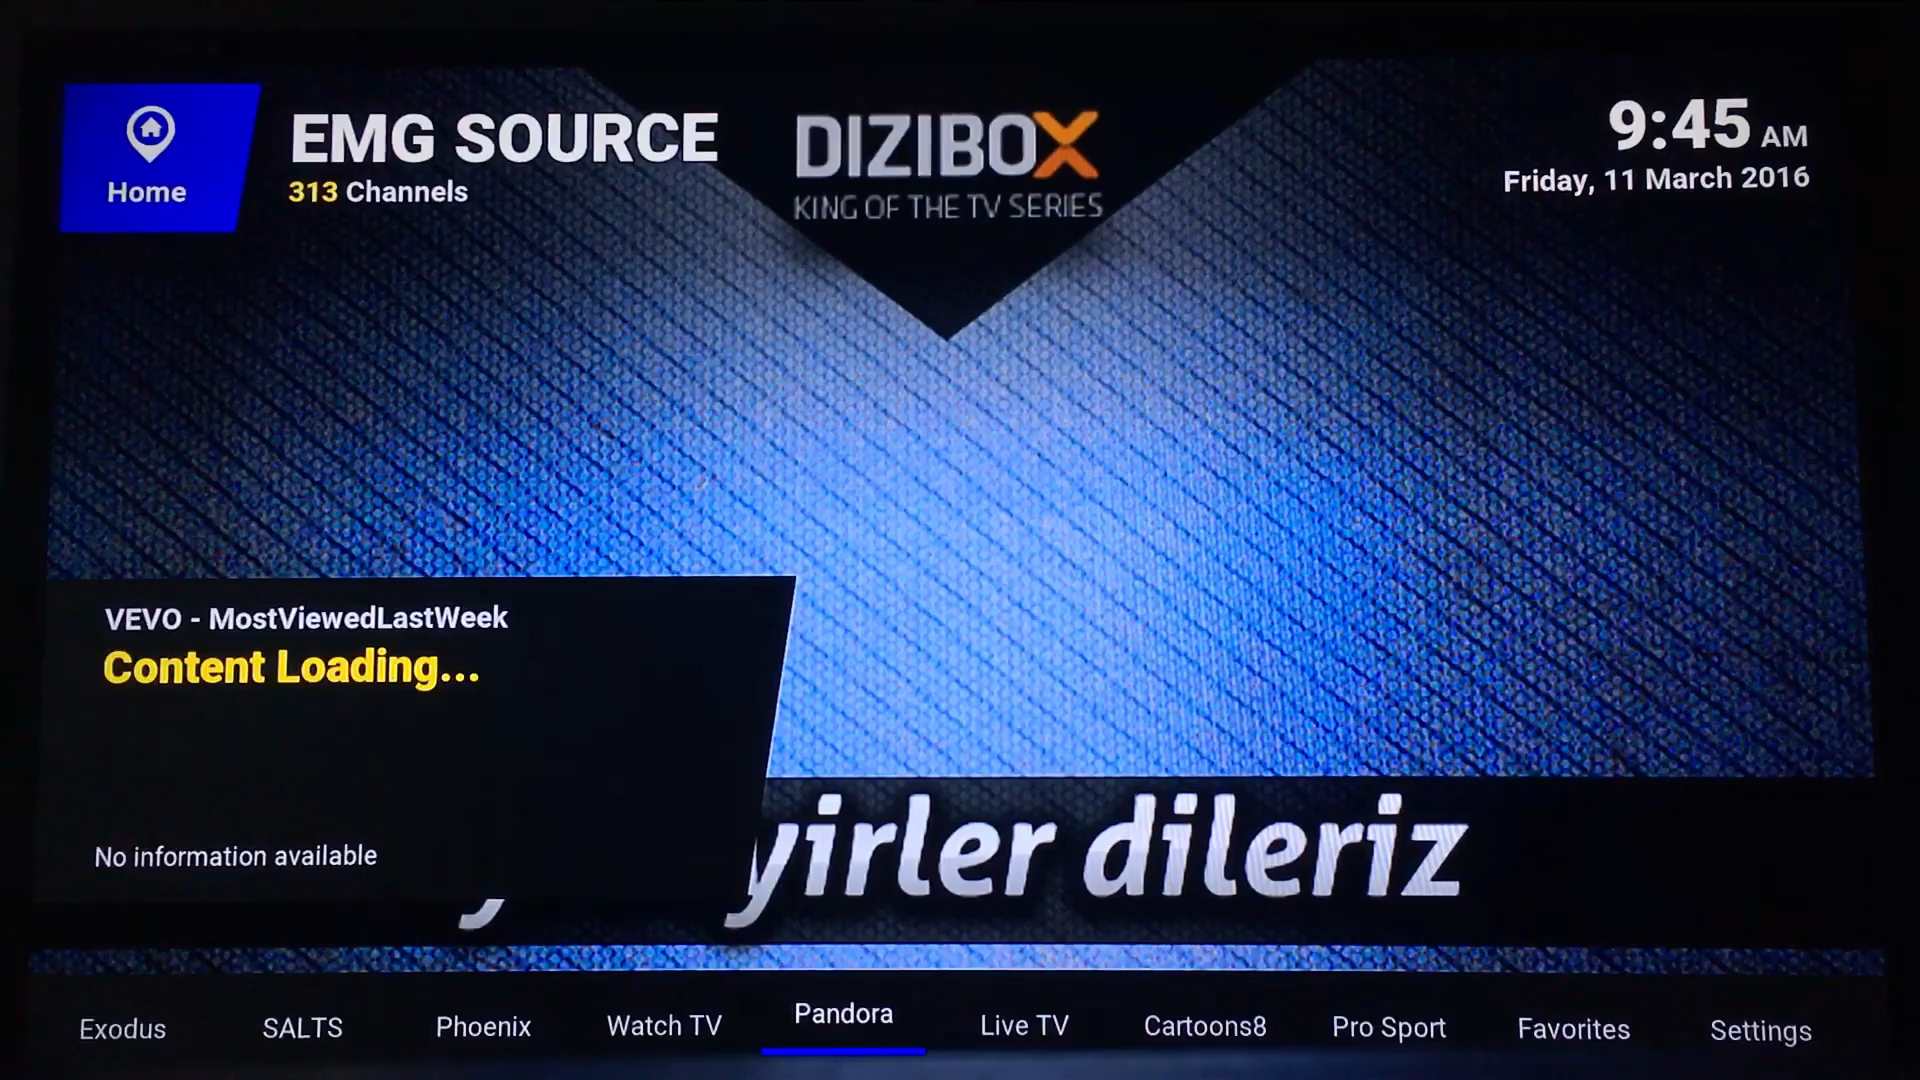 Home
EMG SOURCE
313 Channels
DIZIBOX
KING OF THE TV SERIES
9:45 AM
Friday, 11 March 2016
VEVO - MostViewedLastWeek
Content Loading...
No information available
yirler dileriz
Exodus
SALTS
Phoenix
Watch TV
Pandora
Live TV
Cartoons8
Pro Sport
Favorites
Settings